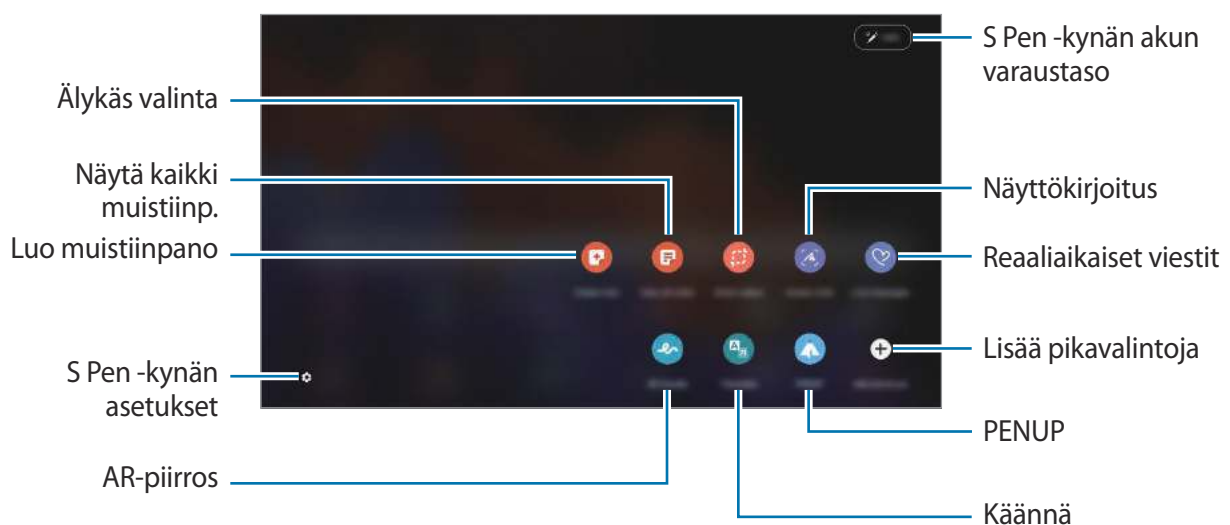 S Pen -kynän akun
varaustaso
Älykäs valinta
Näytä kaikki
muistiinp.
Näyttökirjoitus
Luo muistiinpano
Reaaliaikaiset viestit
Lisää pikavalintoja
S Pen -kynän
asetukset
PENUP
AR-piirros
Käännä